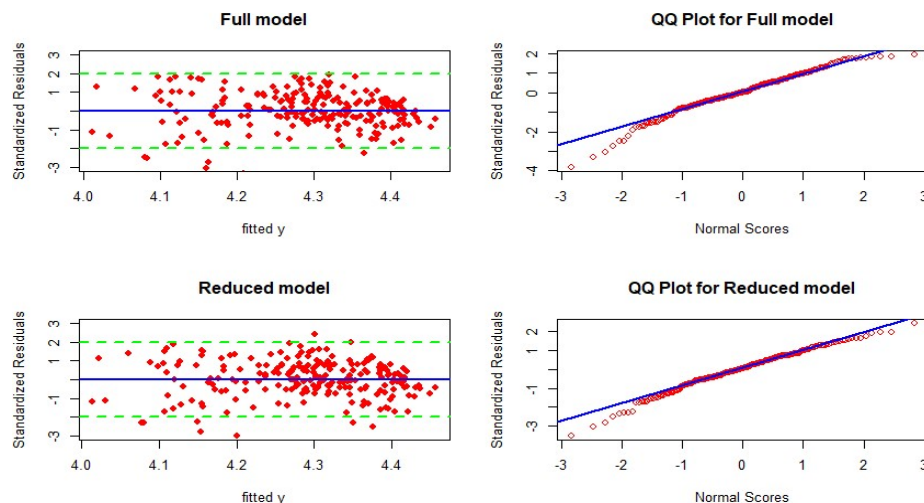 Full model
Standardized Residuals
3
2
1
-1
-3
4.0 4.1 4.2 4.3 4.4
fitted y
QQ Plot for Full model
Standardized Residuals
2
0
-2
-4
-3 -2 -1 0 1 2 3
Normal Scores
Reduced model
Standardized Residuals
3
2
1
-1
-3
4.0 4.1 4.2 4.3 4.4
fitted y
QQ Plot for Reduced model
Standardized Residuals
2
1
-1
-3
-3 -2 -1 0 1 2 3
Normal Scores